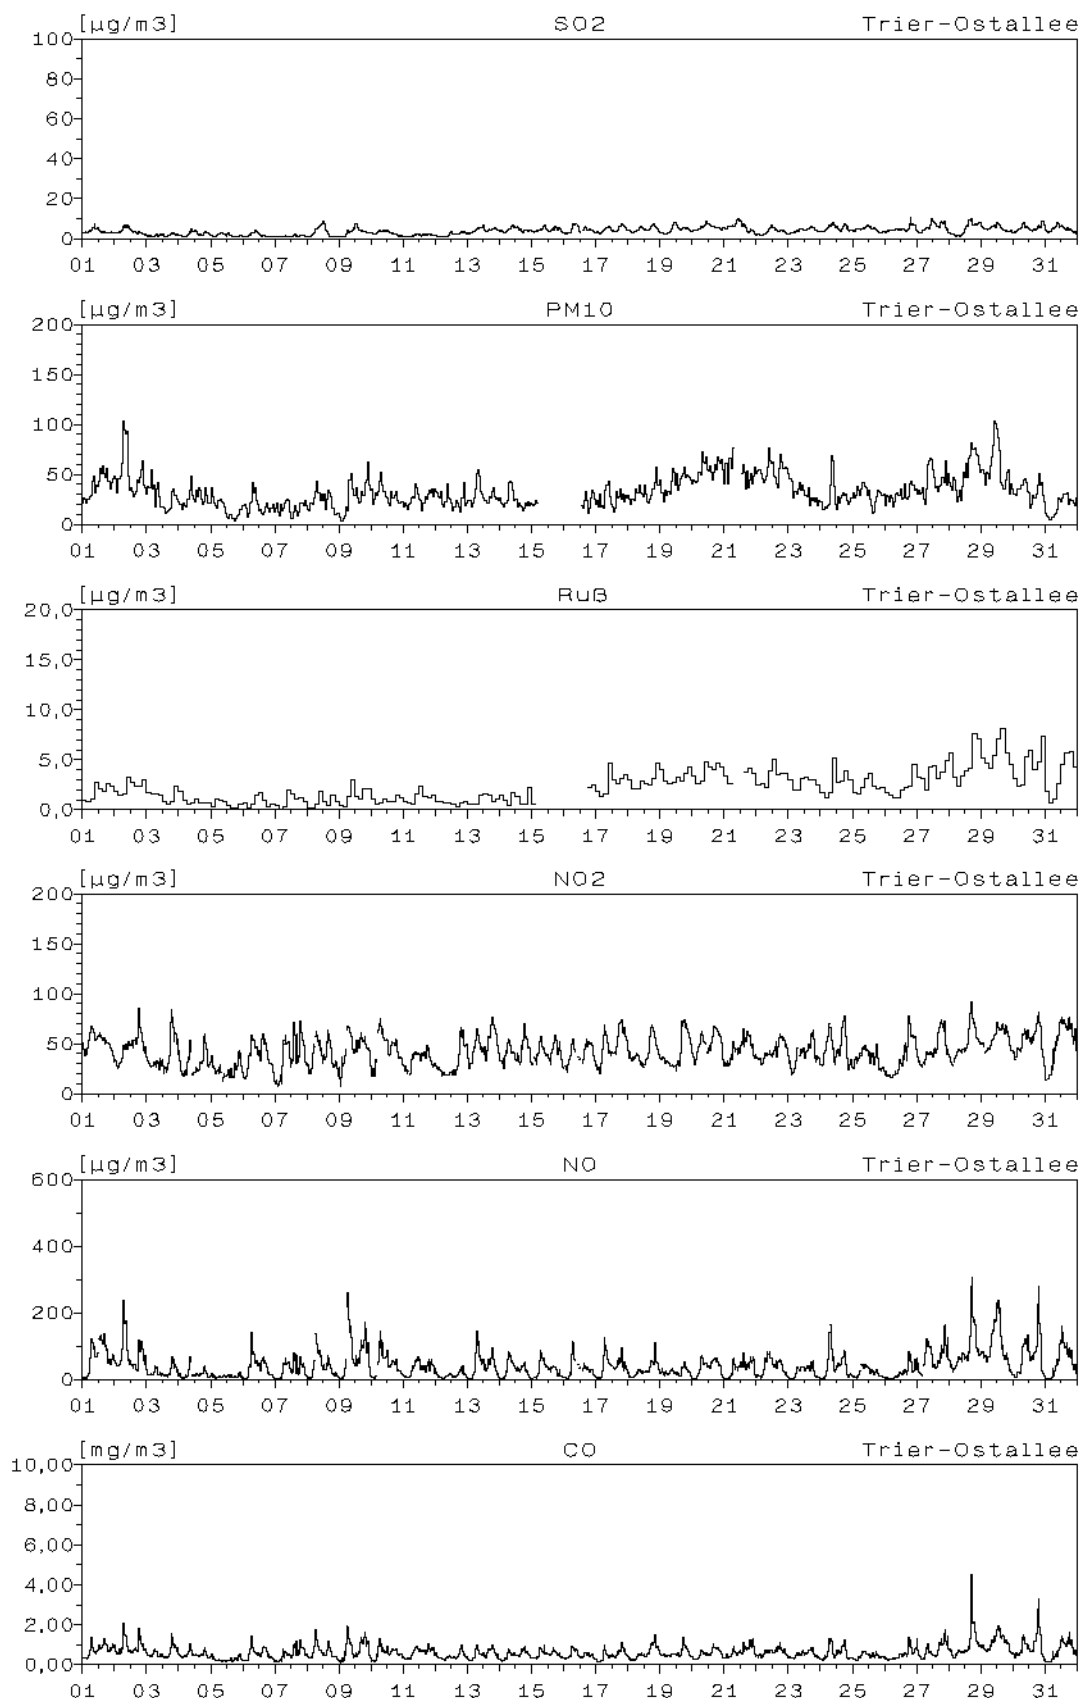 [µg/m3] SO2 Trier-Ostallee
100
80
60
40
20
0
01 03 05 07 09 11 13 15 17 19 21 23 25 27 29 31
[µg/m3] PM10 Trier-Ostallee
200
150
100
50
0
01 03 05 07 09 11 13 15 17 19 21 23 25 27 29 31
[µg/m3] Ruß Trier-Ostallee
20,0
15,0
10,0
5,0
0,0
01 03 05 07 09 11 13 15 17 19 21 23 25 27 29 31
[µg/m3] NO2 Trier-Ostallee
200
150
100
50
0
01 03 05 07 09 11 13 15 17 19 21 23 25 27 29 31
[µg/m3] NO Trier-Ostallee
600
400
200
0
01 03 05 07 09 11 13 15 17 19 21 23 25 27 29 31
[mg/m3] CO Trier-Ostallee
10,00
8,00
6,00
4,00
2,00
0,00
01 03 05 07 09 11 13 15 17 19 21 23 25 27 29 31